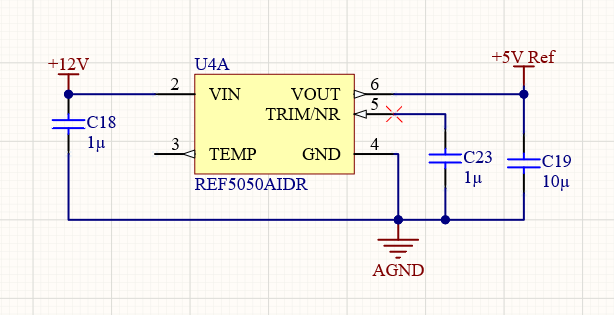 +12V
U4A
+5V Ref
2
VIN
VOUT
6
TRIM/NR
5
C18
1µ
3
TEMP
GND
4
C23
1µ
C19
10µ
REF5050AIDR
AGND